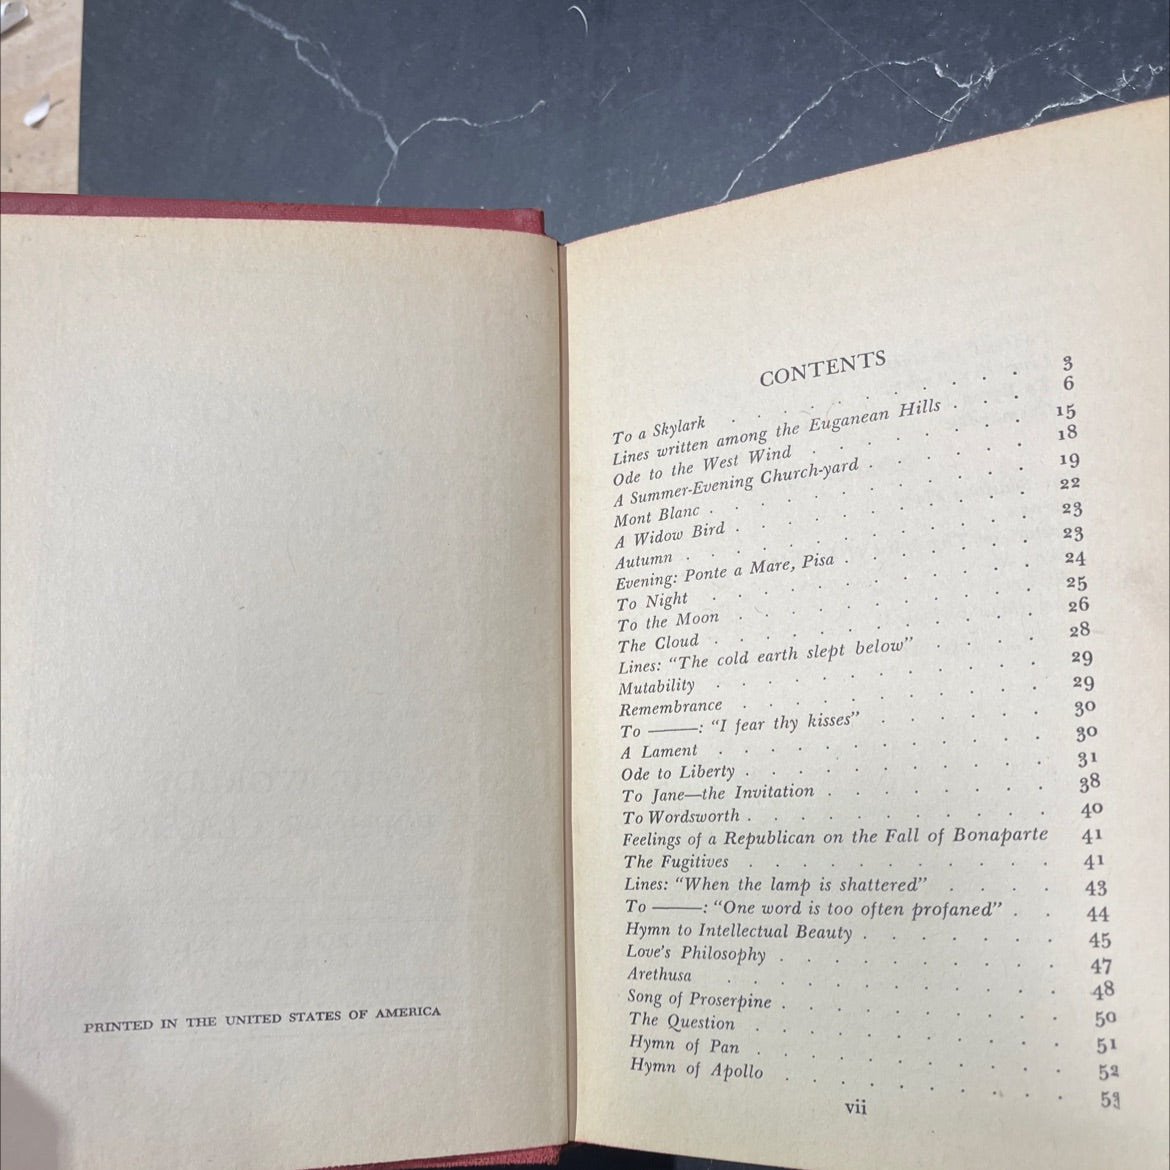 PRINTED IN THE UNITED STATES OF AMERICA
CONTENTS
To a Skylark . . . . . . . . . 3
Lines written among the Euganean Hills . . . 6
Ode to the West Wind . . . . . . . 15
A Summer-Evening Church-yard . . . . . . 18
Mont Blanc . . . . . . . . . . . 19
A Widow Bird . . . . . . . . . . 22
Autumn . . . . . . . . . . . 23
Evening: Ponte a Mare, Pisa . . . . . . . 23
To Night . . . . . . . . . . . 24
To the Moon . . . . . . . . . . 25
The Cloud . . . . . . . . . . . 26
Lines: “The cold earth slept below” . . . . 28
Mutability . . . . . . . . . . . 29
Remembrance . . . . . . . . . . 29
To ———: “I fear thy kisses” . . . . . . 30
A Lament . . . . . . . . . . . 30
Ode to Liberty . . . . . . . . . . 31
To Jane—the Invitation . . . . . . . . 38
To Wordsworth . . . . . . . . . . 40
Feelings of a Republican on the Fall of Bonaparte 41
The Fugitives . . . . . . . . . . 41
Lines: “When the lamp is shattered” . . . . 43
To ———: “One word is too often profaned” . . 44
Hymn to Intellectual Beauty . . . . . . . 45
Love’s Philosophy . . . . . . . . . 47
Arethusa . . . . . . . . . . . 48
Song of Proserpine . . . . . . . . . 50
The Question . . . . . . . . . . 51
Hymn of Pan . . . . . . . . . . 52
Hymn of Apollo . . . . . . . . . 53
vii